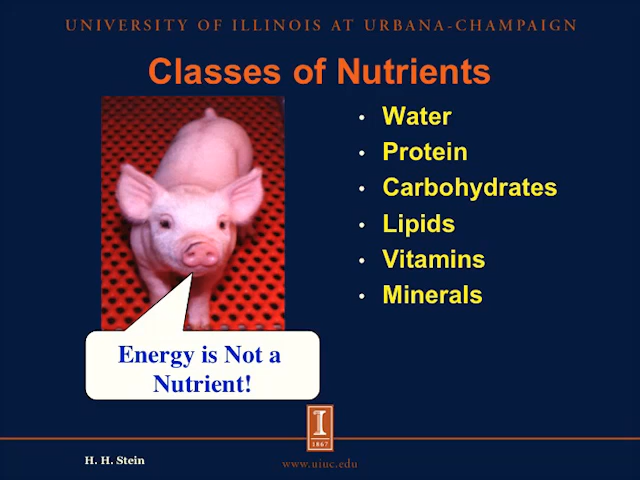 UNIVERSITY OF ILLINOIS AT URBANA-CHAMPAIGN
Classes of Nutrients
• Water
• Protein
• Carbohydrates
• Lipids
• Vitamins
• Minerals
Energy is Not a
Nutrient!
I
1867
H. H. Stein
www.uiuc.edu